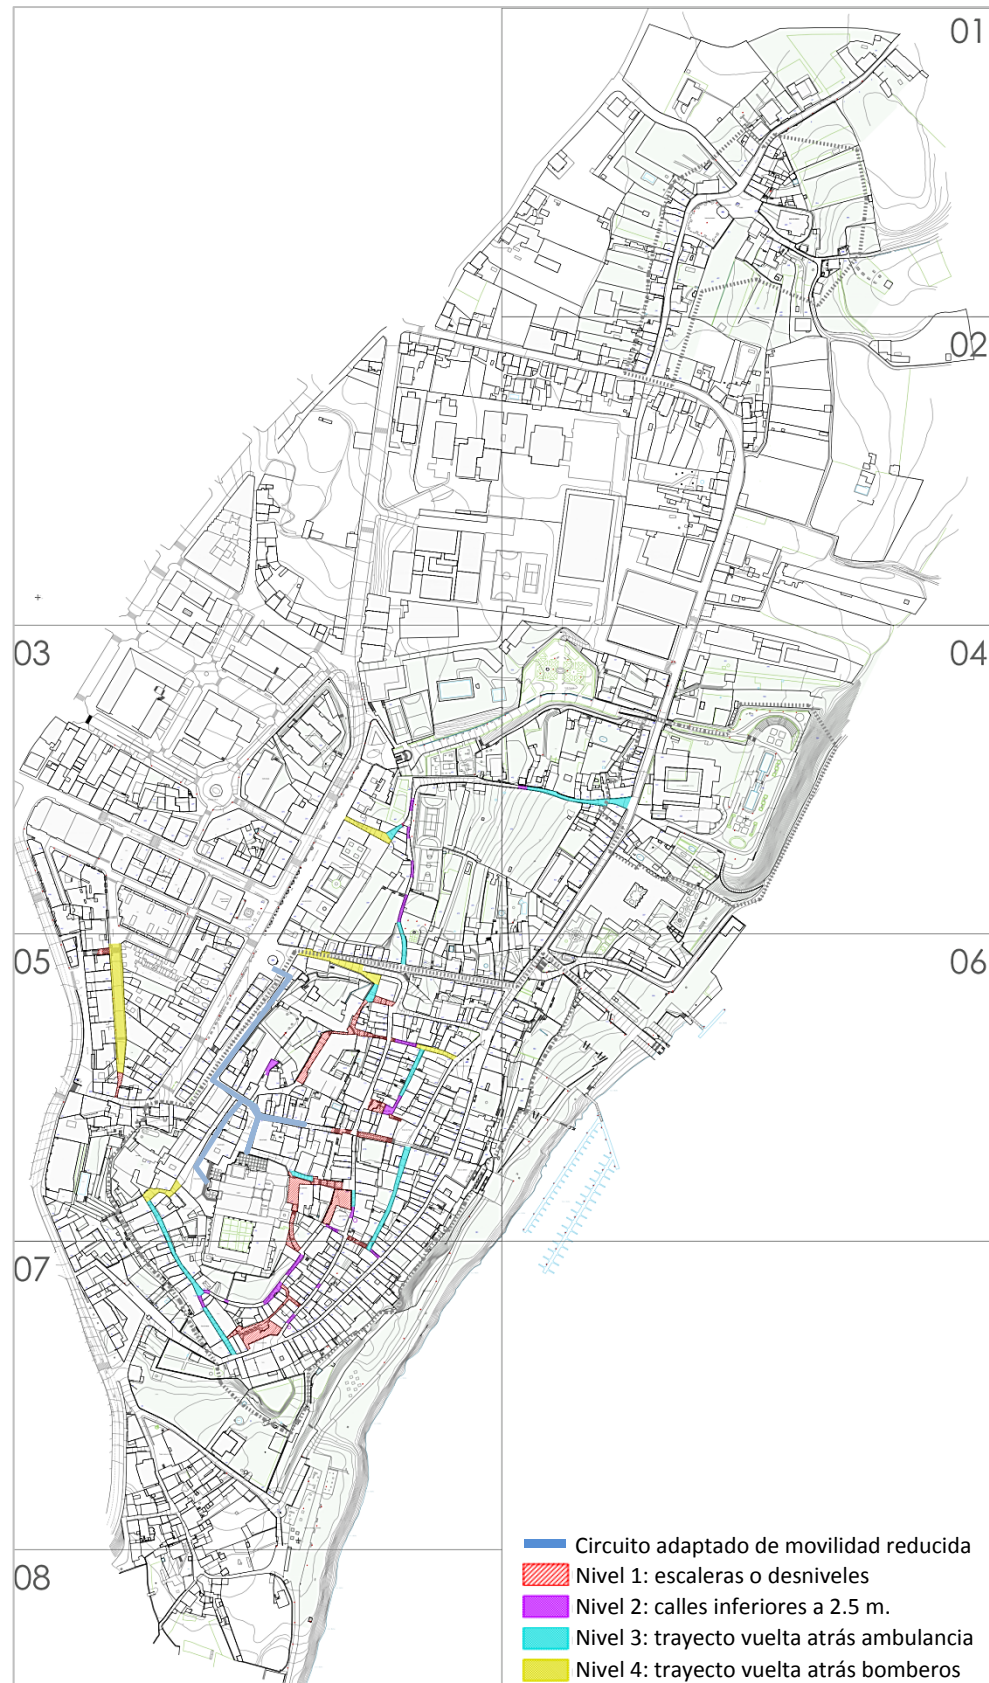 01
02
03
04
05
06
07
08
Circuito adaptado de movilidad reducida
Nivel 1: escaleras o desniveles
Nivel 2: calles inferiores a 2.5 m.
Nivel 3: trayecto vuelta atrás ambulancia
Nivel 4: trayecto vuelta atrás bomberos